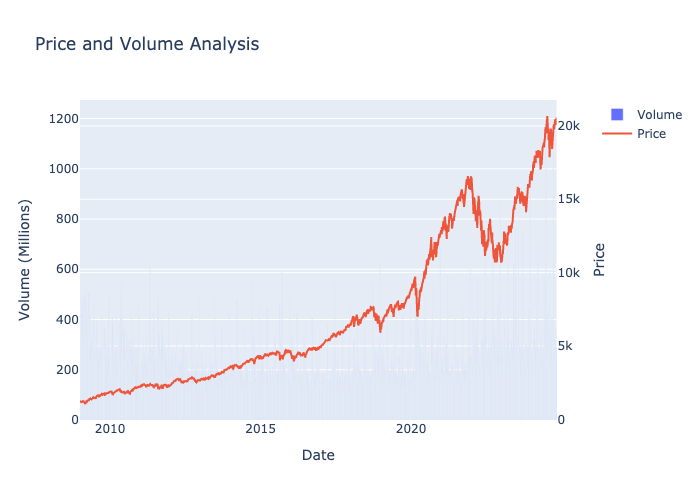 Price and Volume Analysis
Volume
Price
1200
1000
800
600
400
200
0
20k
15k
10k
5k
0
2010
2015
2020
Volume (Millions)
Price
Date